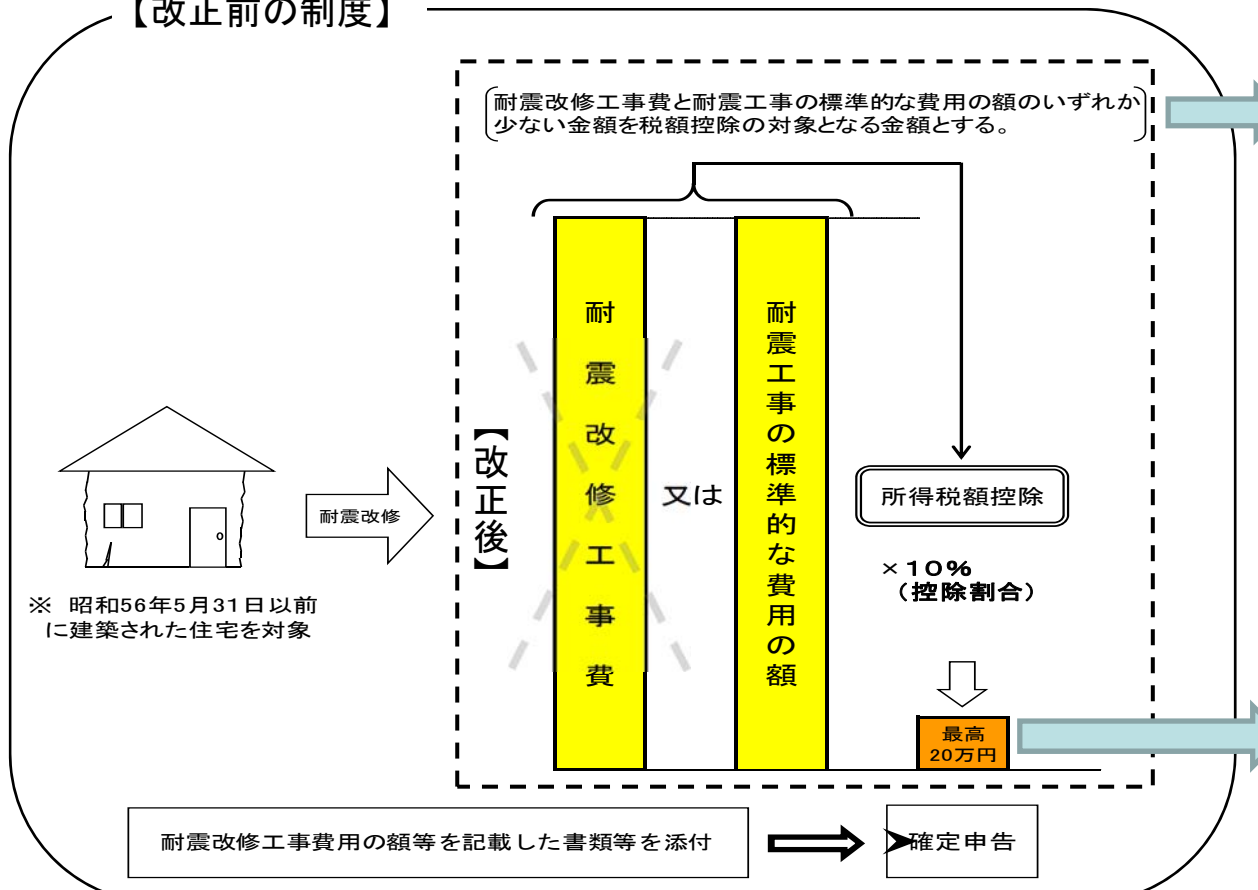 【改正前の制度】
耐震改修工事費と耐震工事の標準的な費用の額のいずれか
少ない金額を税額控除の対象となる金額とする。
耐震改修工事費
又は
耐震工事の標準的な費用の額
【改正後】
耐震改修
所得税額控除
×10%
（控除割合）
※ 昭和56年5月31日以前
に建築された住宅を対象
最高
20万円
耐震改修工事費用の額等を記載した書類等を添付
確定申告